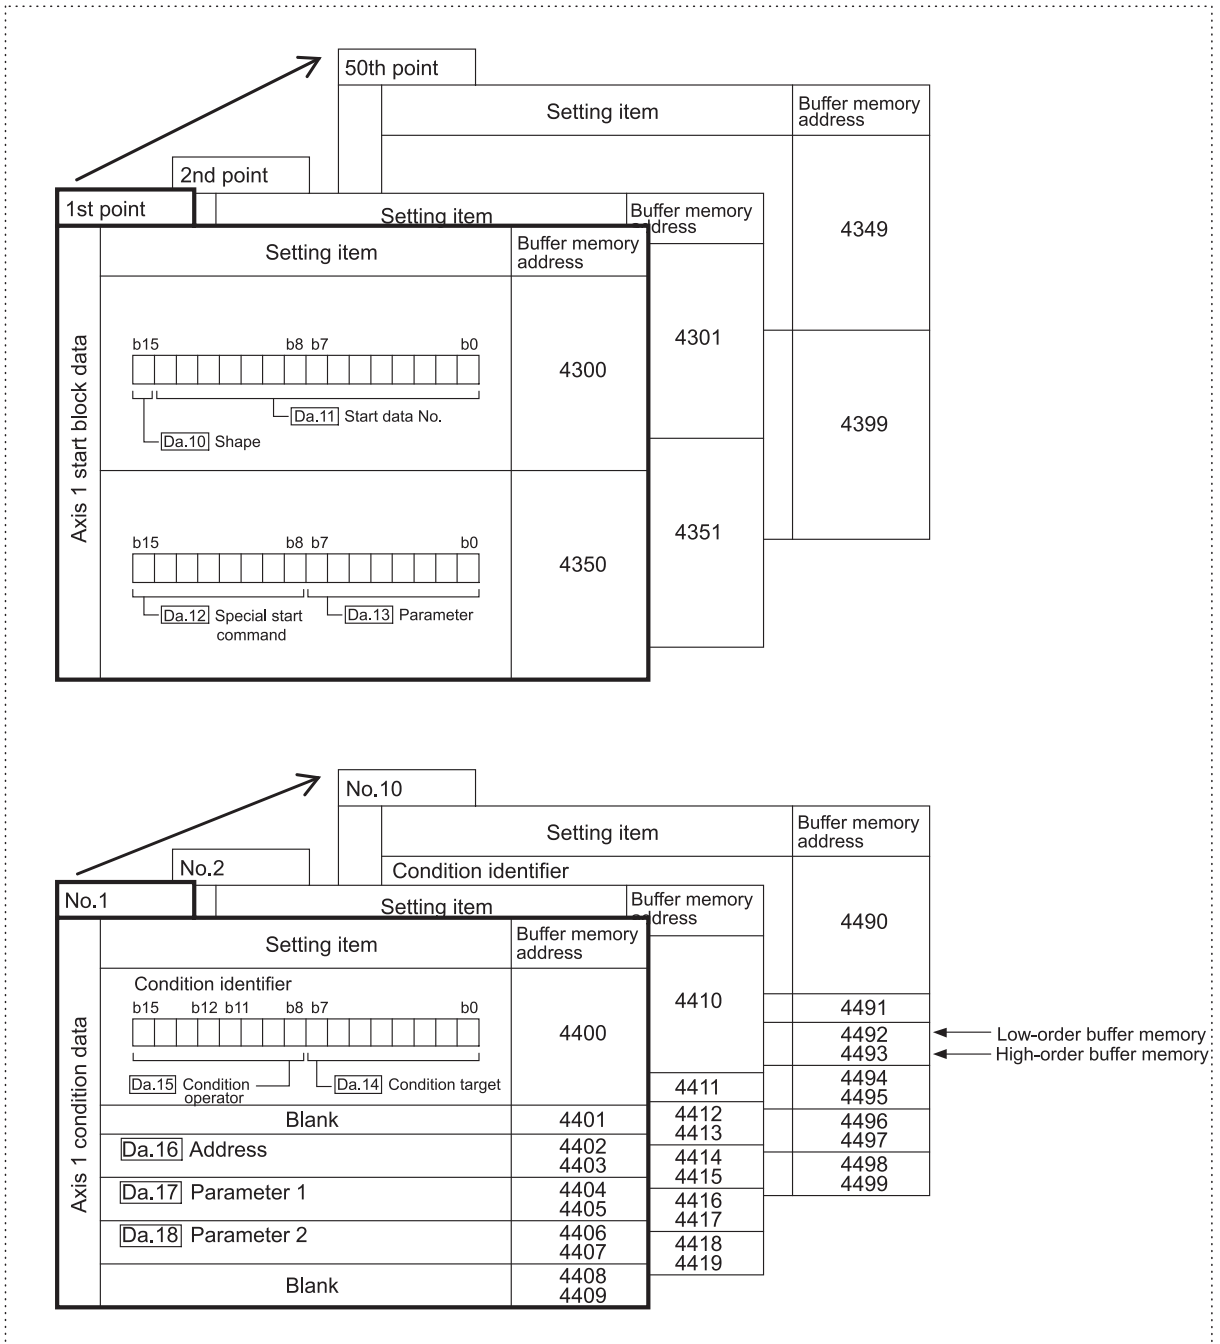 50th point
Setting item
Buffer memory
address
4349
4399
2nd point
Setting item
Buffer memory
address
4301
4351
1st point
Axis 1 start block data
Setting item
Buffer memory
address
b15 b8 b7 b0
Da.11 Start data No.
Da.10 Shape
4300
b15 b8 b7 b0
Da.12 Special start
command
Da.13 Parameter
4350
No.10
Setting item
Buffer memory
address
Condition identifier
4490
4491
4492
4493
Low-order buffer memory
High-order buffer memory
4494
4495
4496
4497
4498
4499
No.2
Setting item
Buffer memory
address
4410
4411
4412
4413
4414
4415
4416
4417
4418
4419
No.1
Axis 1 condition data
Setting item
Buffer memory
address
Condition identifier
b15 b12 b11 b8 b7 b0
Da.15 Condition
operator
Da.14 Condition target
4400
Blank
4401
Da.16 Address
4402
4403
Da.17 Parameter 1
4404
4405
Da.18 Parameter 2
4406
4407
Blank
4408
4409